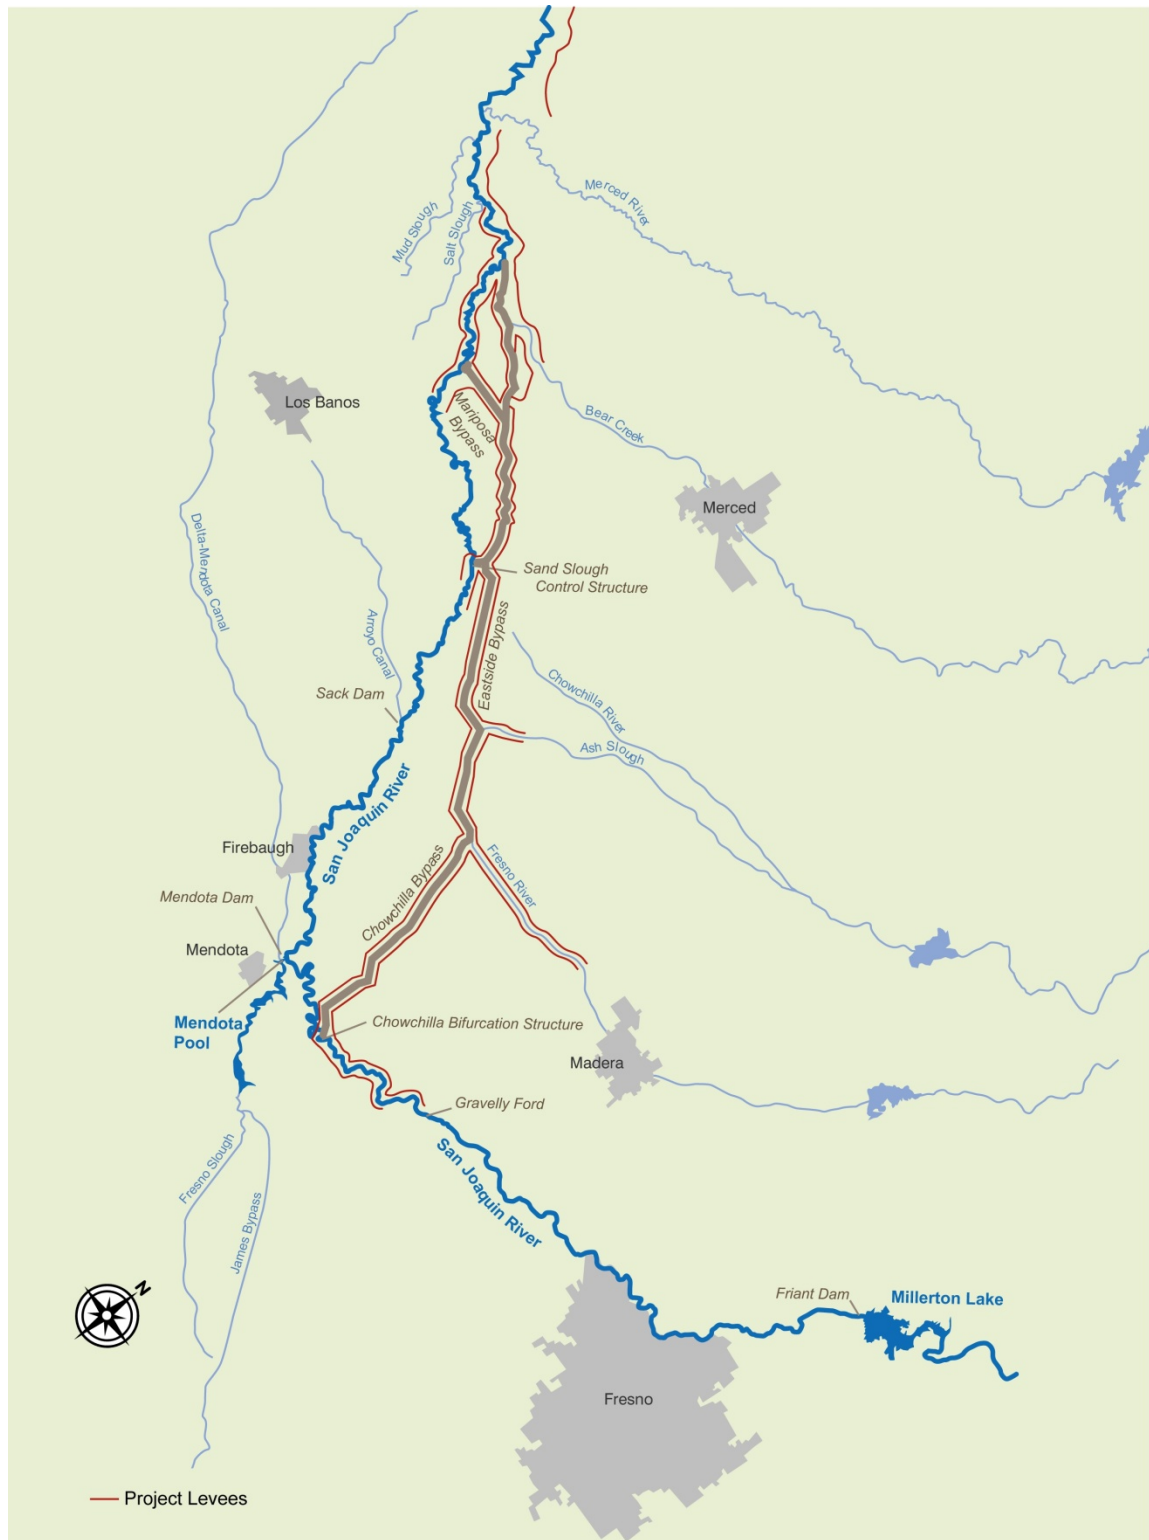 Merced River
Mud Slough
Salt Slough
Los Banos
Mariposa
Bypass
Bear Creek
Merced
Delta-Mendota Canal
Sand Slough
Control Structure
Arroyo Canal
Eastside Bypass
Chowchilla River
Sack Dam
Ash Slough
San Joaquin River
Firebaugh
Fresno River
Chowchilla Bypass
Mendota Dam
Mendota
Mendota
Pool
Chowchilla Bifurcation Structure
Madera
Gravelly Ford
Fresno Slough
San Joaquin River
James Bypass
N
Friant Dam
Millerton Lake
Fresno
Project Levees